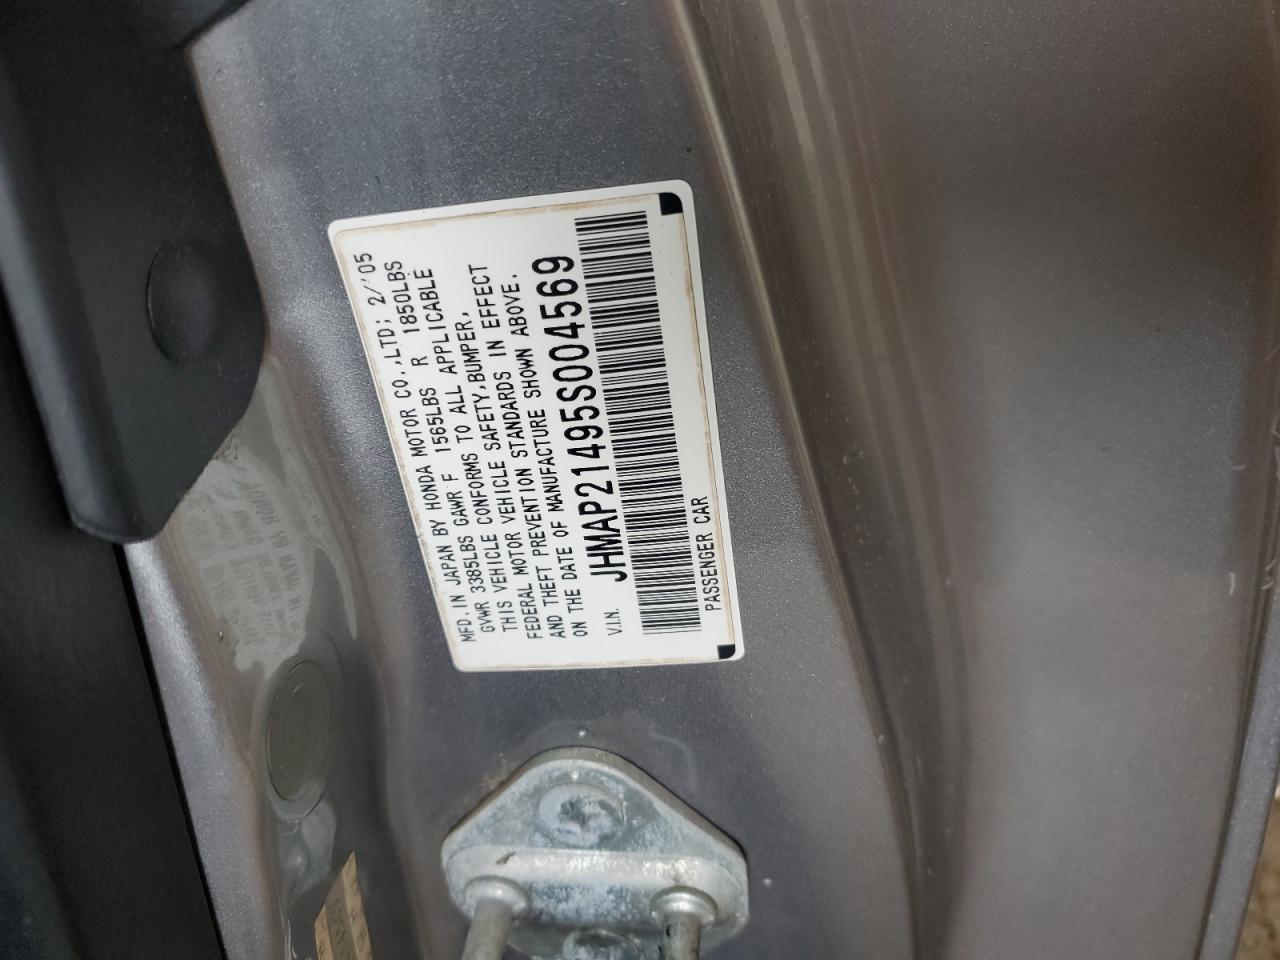 MFD. IN JAPAN BY HONDA MOTOR CO., LTD; 2/'05
GVWR 3385LBS GAWR F 1565LBS R 1850LBS
THIS VEHICLE CONFORMS TO ALL APPLICABLE
FEDERAL MOTOR VEHICLE SAFETY, BUMPER,
AND THEFT PREVENTION STANDARDS IN EFFECT
ON THE DATE OF MANUFACTURE SHOWN ABOVE.
V.I.N. JHMAP21495S004569
PASSENGER CAR